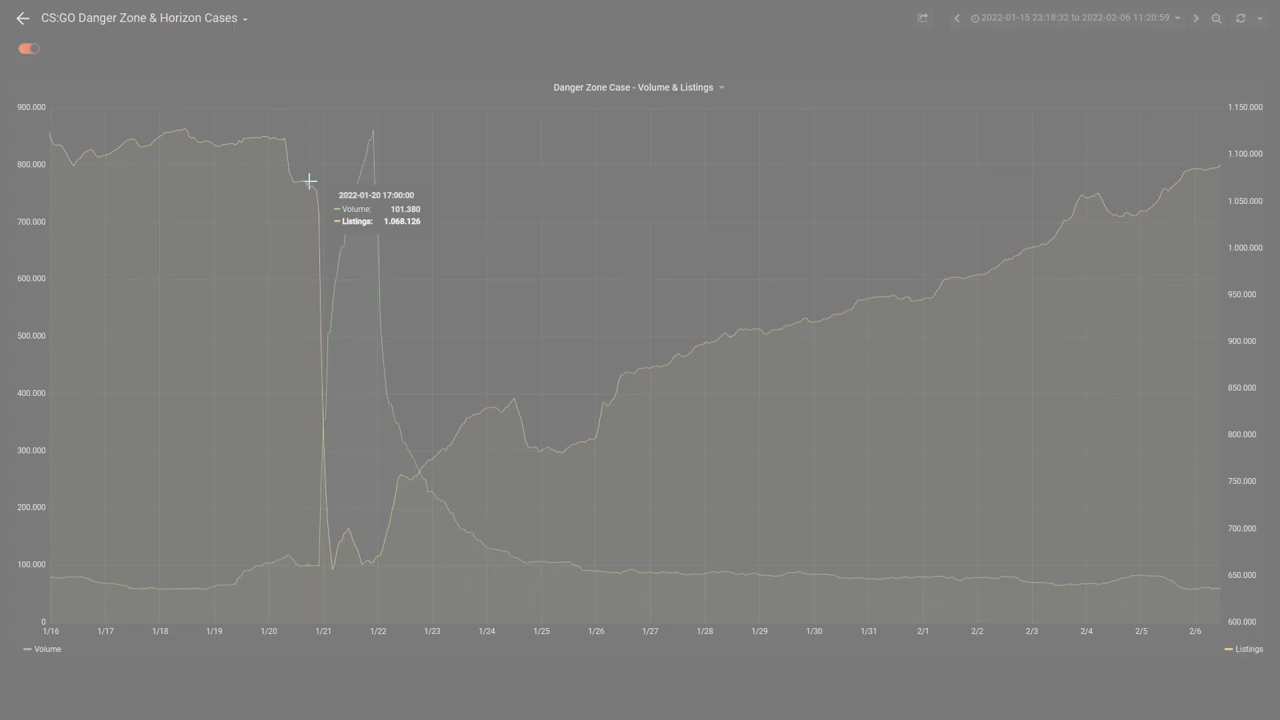 CS:GO Danger Zone & Horizon Cases
2022-01-15 23:18:32 to 2022-02-06 11:20:59
Danger Zone Case - Volume & Listings
900.000
1.150.000
800.000
1.100.000
2022-01-20 17:00:00
Volume: 101.380
Listings: 1.068.126
1.050.000
700.000
1.000.000
600.000
950.000
500.000
900.000
400.000
850.000
300.000
800.000
750.000
200.000
700.000
100.000
650.000
0
600.000
1/16 1/17 1/18 1/19 1/20 1/21 1/22 1/23 1/24 1/25 1/26 1/27 1/28 1/29 1/30 1/31 2/1 2/2 2/3 2/4 2/5 2/6
Volume
Listings